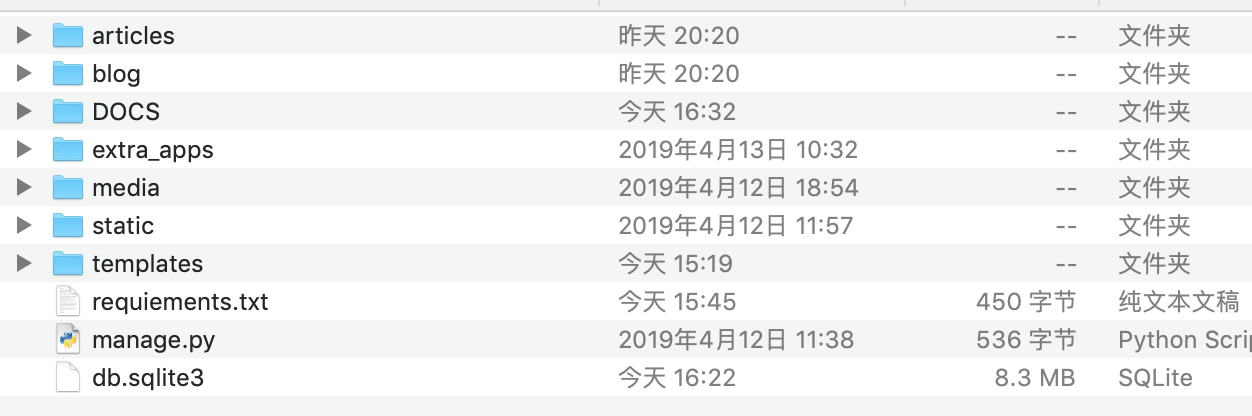 articles 昨天 20:20 -- 文件夹
blog 昨天 20:20 -- 文件夹
DOCS 今天 16:32 -- 文件夹
extra_apps 2019年4月13日 10:32 -- 文件夹
media 2019年4月12日 18:54 -- 文件夹
static 2019年4月12日 11:57 -- 文件夹
templates 今天 15:19 -- 文件夹
requiements.txt 今天 15:45 450 字节 纯文本文稿
manage.py 2019年4月12日 11:38 536 字节 Python Scrip
db.sqlite3 今天 16:22 8.3 MB SQLite